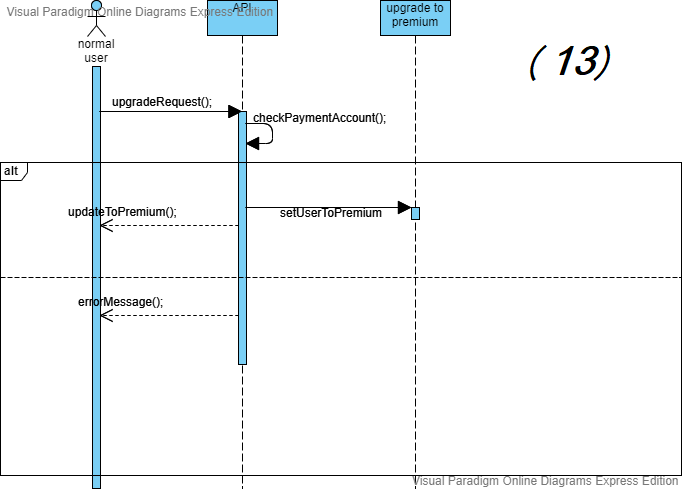 Visual Paradigm Online Diagrams Express Edition
API
upgrade to
premium
normal
user
( 13)
upgradeRequest();
checkPaymentAccount();
alt
updateToPremium();
setUserToPremium
errorMessage();
Visual Paradigm Online Diagrams Express Edition